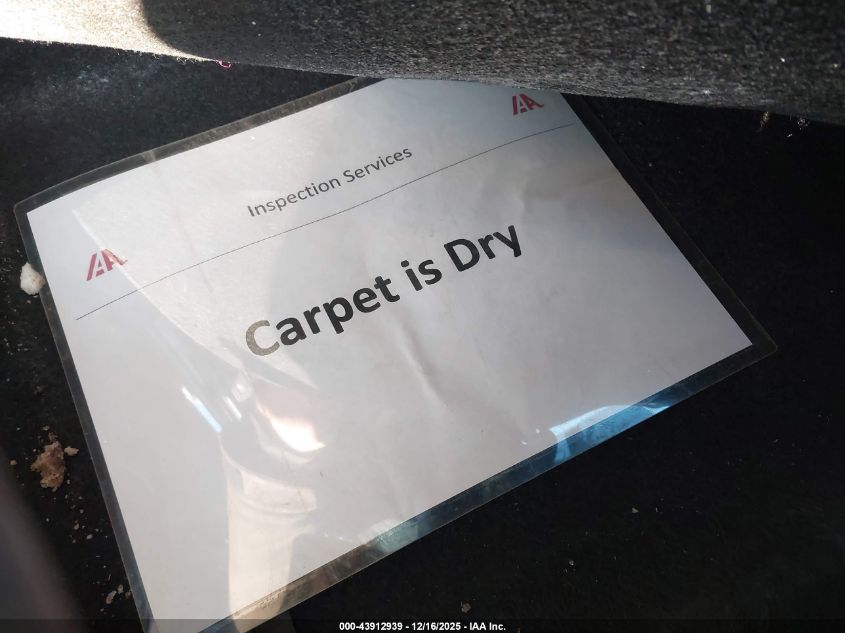 IAA
Inspection Services
IAA
Carpet is Dry
000-43912939 - 12/16/2025 - IAA Inc.